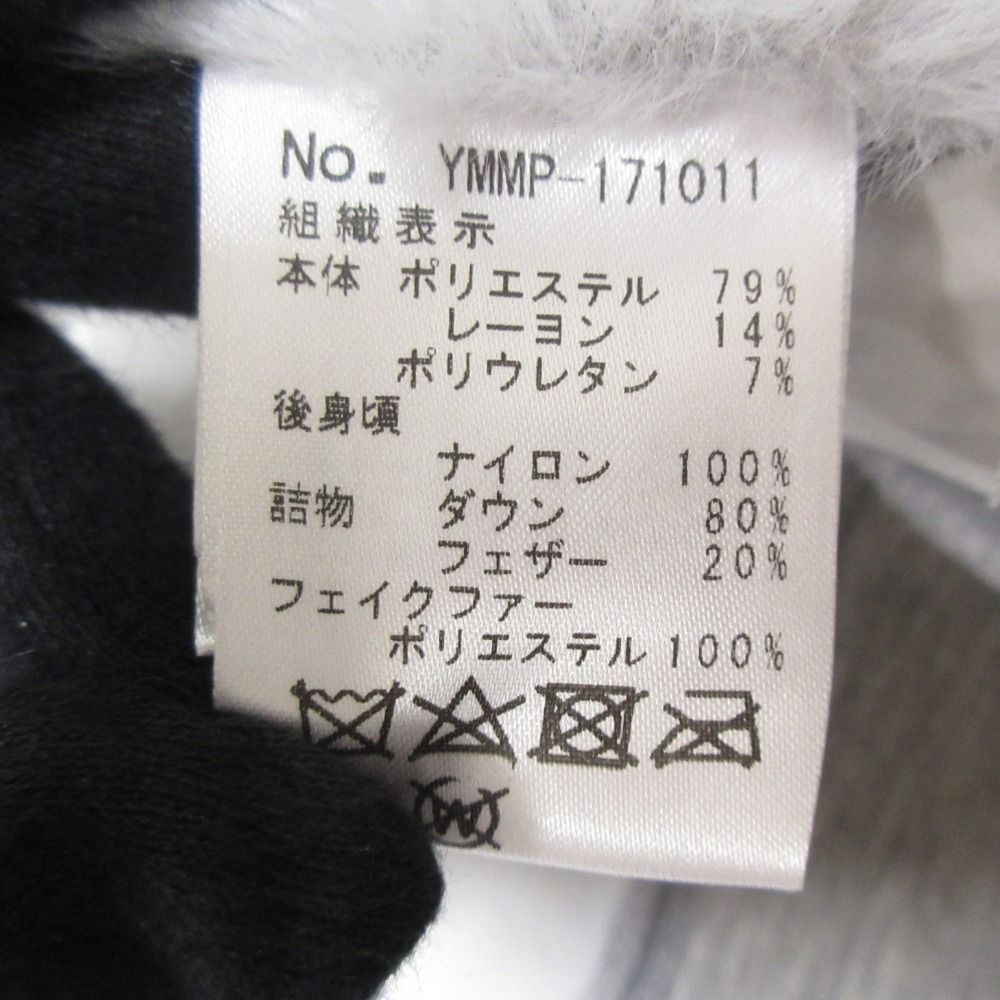 No. YMMP-171011
組織表示
本体 ポリエステル 79%
レーヨン 14%
ポリウレタン 7%
後身頃
ナイロン 100%
詰物 ダウン 80%
フェザー 20%
フェイクファー
ポリエステル 100%